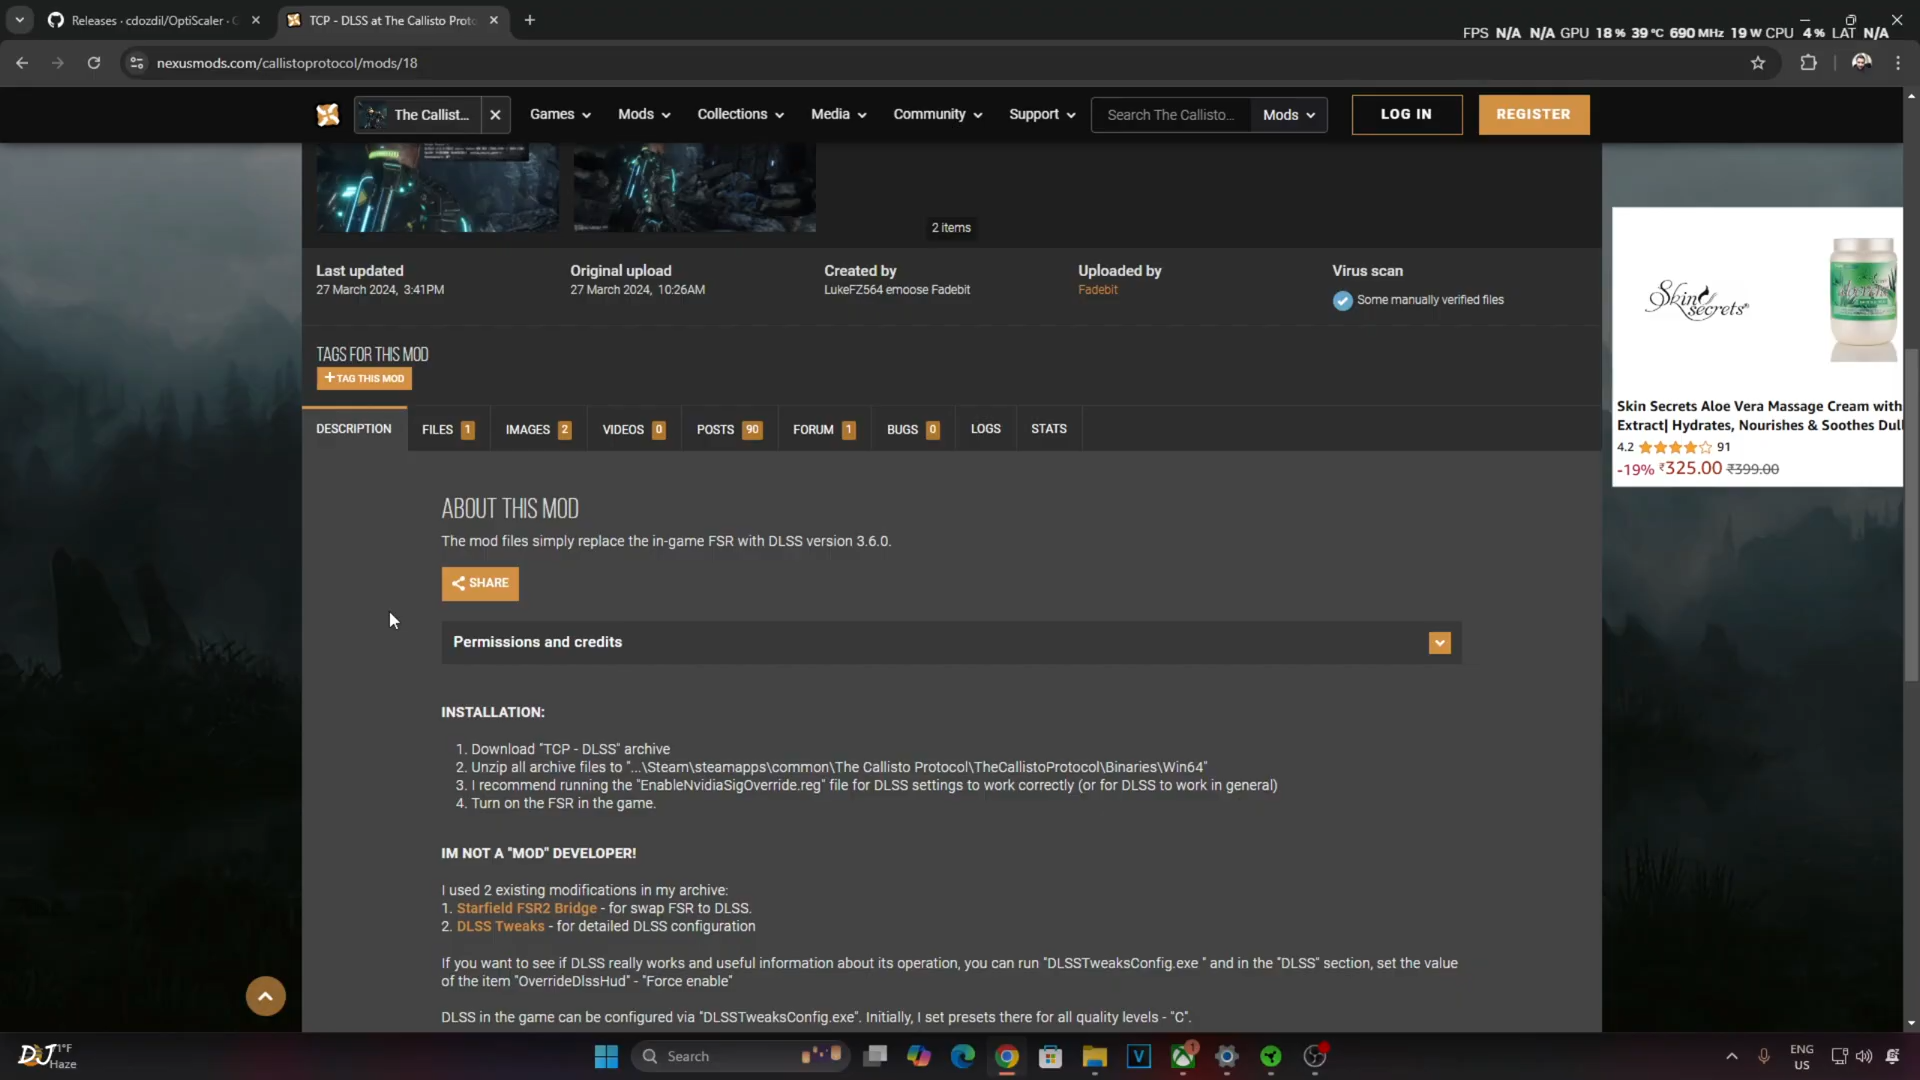 Releases · cdozdil/OptiScaler ·
TCP - DLSS at The Callisto Proto
FPS N/A N/A GPU 18 % 39 °C 690 MHz 19 W CPU 4 % LAT N/A
nexusmods.com/callistoprotocol/mods/18
The Callist...
Games
Mods
Collections
Media
Community
Support
Search The Callisto...
Mods
LOG IN
REGISTER
2 items
Last updated
27 March 2024, 3:41PM
Original upload
27 March 2024, 10:26AM
Created by
LukeFZ564 emoose Fadebit
Uploaded by
Fadebit
Virus scan
Some manually verified files
TAGS FOR THIS MOD
+ TAG THIS MOD
DESCRIPTION
FILES 1
IMAGES 2
VIDEOS 0
POSTS 90
FORUM 1
BUGS 0
LOGS
STATS
Skin Secrets
Skin Secrets Aloe Vera Massage Cream with
Extract| Hydrates, Nourishes & Soothes Dull
4.2 91
-19% ₹325.00 ₹399.00
ABOUT THIS MOD
The mod files simply replace the in-game FSR with DLSS version 3.6.0.
SHARE
Permissions and credits
INSTALLATION:
1. Download "TCP - DLSS" archive
2. Unzip all archive files to "...\Steam\steamapps\common\The Callisto Protocol\TheCallistoProtocol\Binaries\Win64"
3. I recommend running the "EnableNvidiaSigOverride.reg" file for DLSS settings to work correctly (or for DLSS to work in general)
4. Turn on the FSR in the game.
IM NOT A "MOD" DEVELOPER!
I used 2 existing modifications in my archive:
1. Starfield FSR2 Bridge - for swap FSR to DLSS.
2. DLSS Tweaks - for detailed DLSS configuration
If you want to see if DLSS really works and useful information about its operation, you can run "DLSSTweaksConfig.exe " and in the "DLSS" section, set the value
of the item "OverrideDlssHud" - "Force enable"
DLSS in the game can be configured via "DLSSTweaksConfig.exe". Initially, I set presets there for all quality levels - "C".
DJ
1°F
Haze
Search
V
1
ENG
US